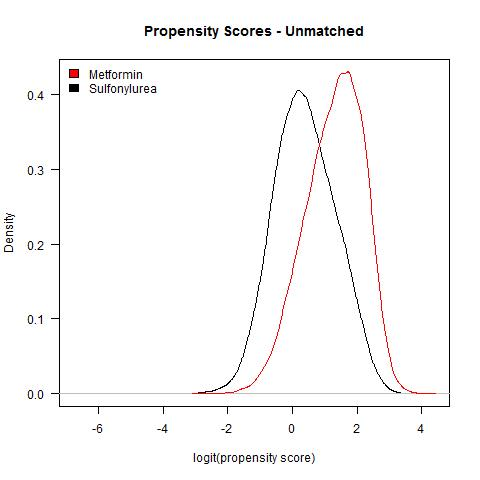 Propensity Scores - Unmatched
Metformin
Sulfonylurea
Density
0.4
0.3
0.2
0.1
0.0
-6 -4 -2 0 2 4
logit(propensity score)